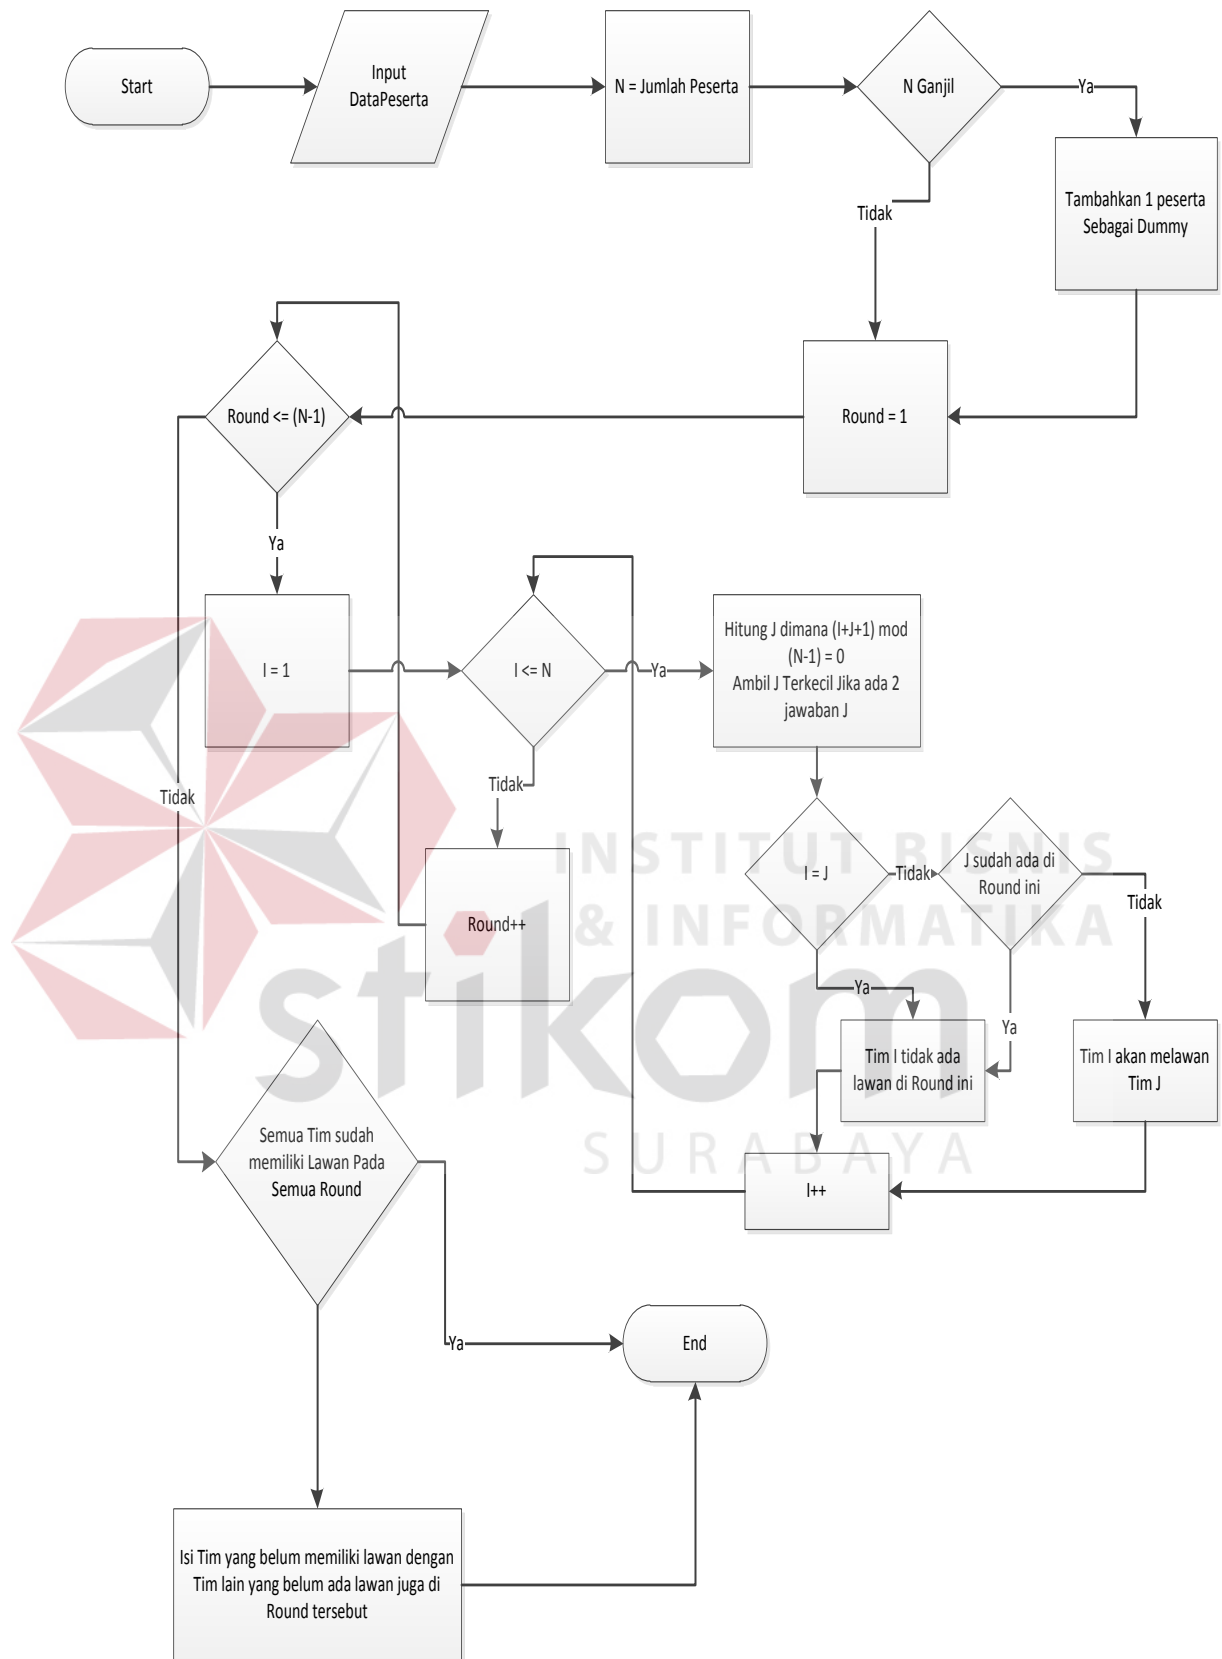 Start
Input
DataPeserta
N = Jumlah Peserta
N Ganjil
Ya
Tambahkan 1 peserta
Sebagai Dummy
Tidak
Round <= (N-1)
Round = 1
Ya
I = 1
I <= N
Ya
Hitung J dimana (I+J+1) mod
(N-1) = 0
Ambil J Terkecil Jika ada 2
jawaban J
Tidak
Tidak
I = J
Tidak
J sudah ada di
Round ini
Tidak
Round++
INSTITUT BISNIS
& INFORMATIKA
stikom
SURABAYA
Ya
Ya
Tim I tidak ada
lawan di Round ini
Tim I akan melawan
Tim J
Semua Tim sudah
memiliki Lawan Pada
Semua Round
I++
Ya
End
Isi Tim yang belum memiliki lawan dengan
Tim lain yang belum ada lawan juga di
Round tersebut